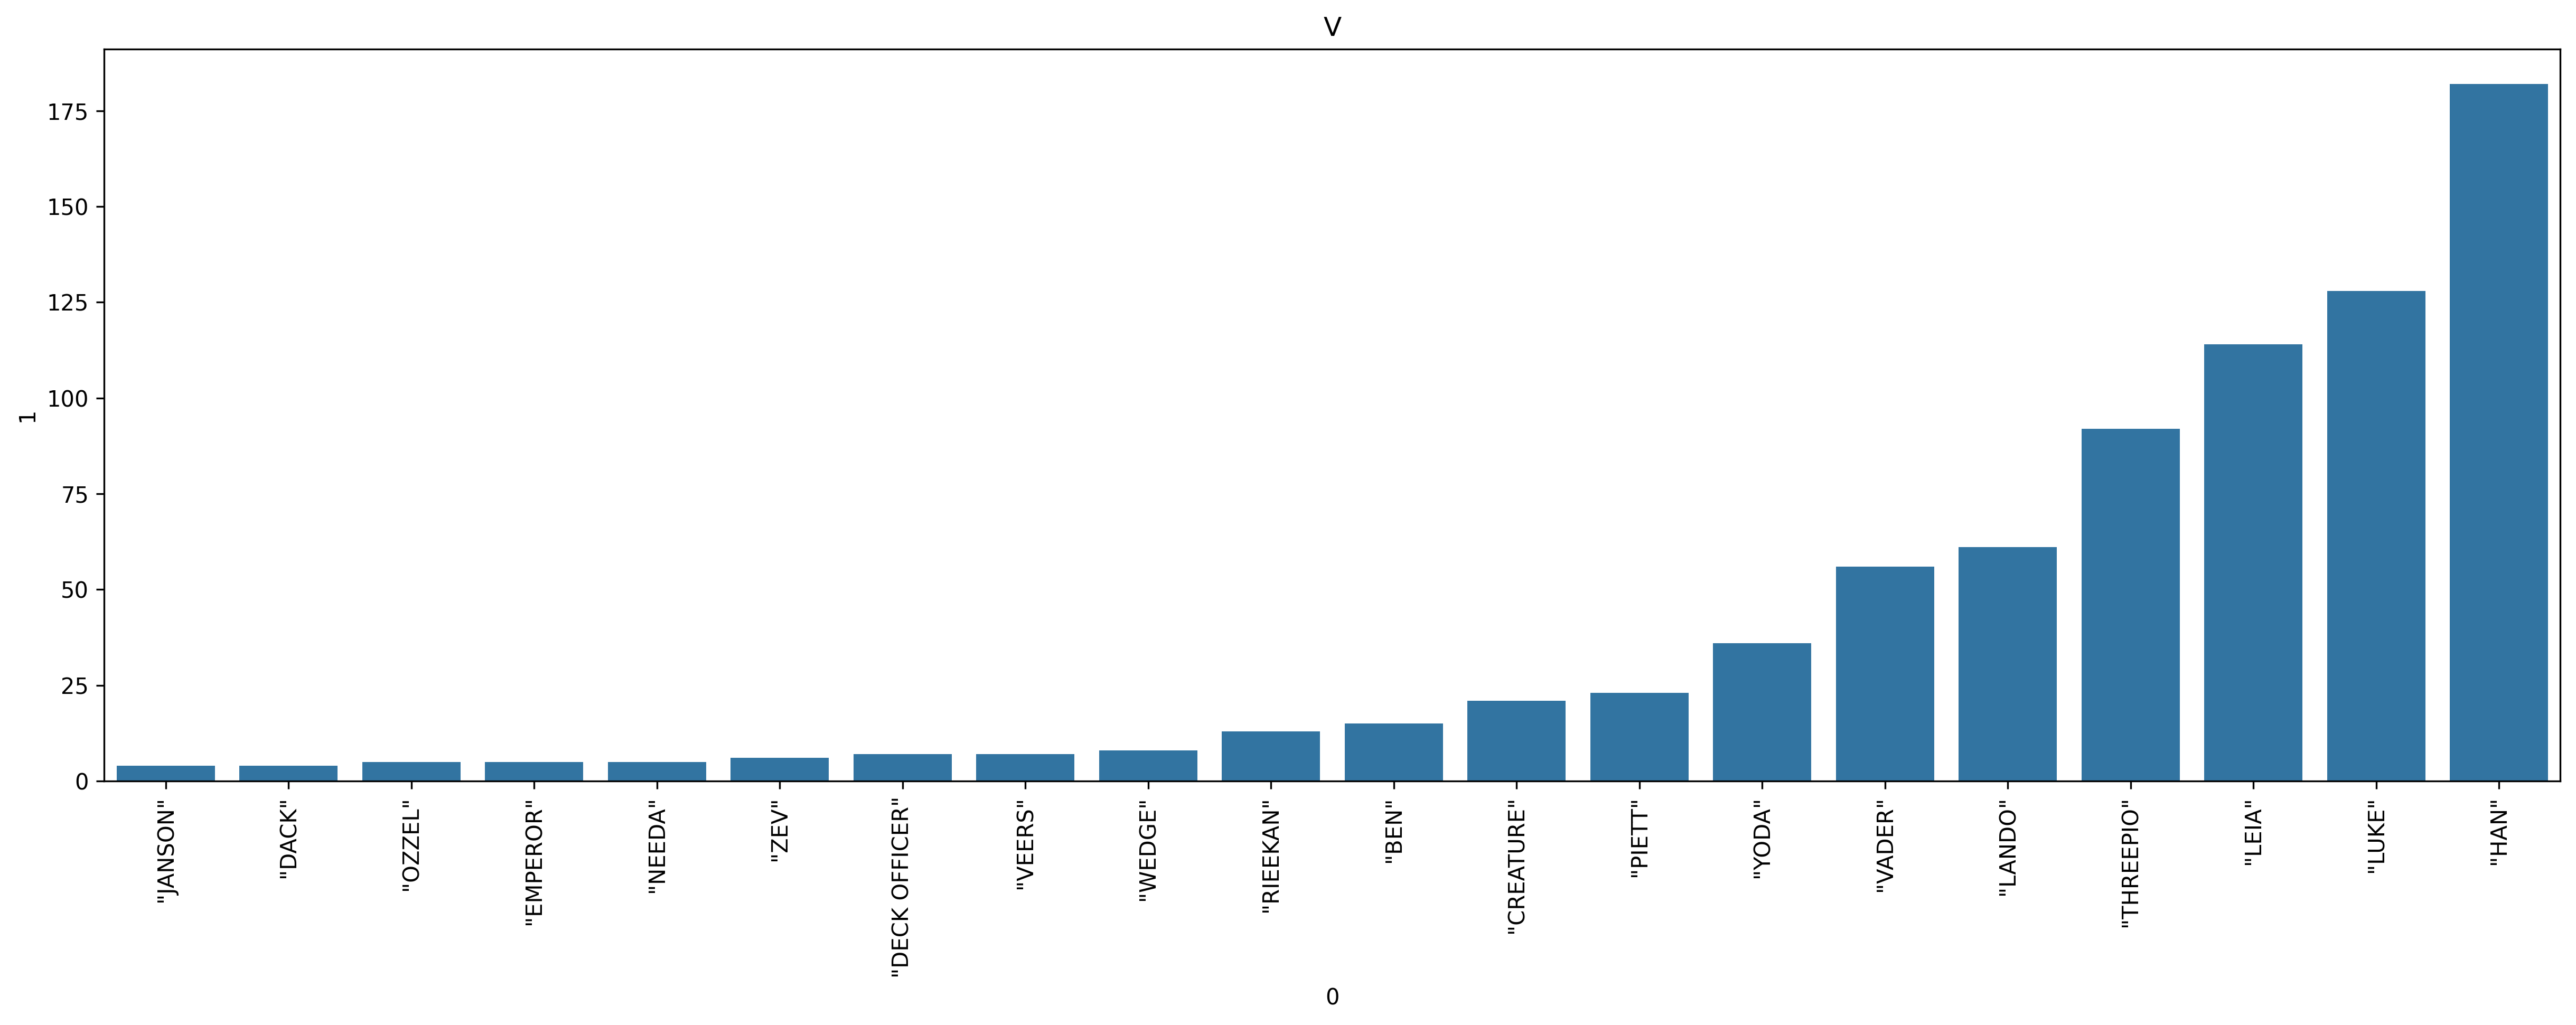 V
175
150
125
100
75
50
25
0
1
"JANSON"
"DACK"
"OZZEL"
"EMPEROR"
"NEEDA"
"ZEV"
"DECK OFFICER"
"VEERS"
"WEDGE"
"RIEEKAN"
"BEN"
"CREATURE"
"PIETT"
"YODA"
"VADER"
"LANDO"
"THREEPIO"
"LEIA"
"LUKE"
"HAN"
0